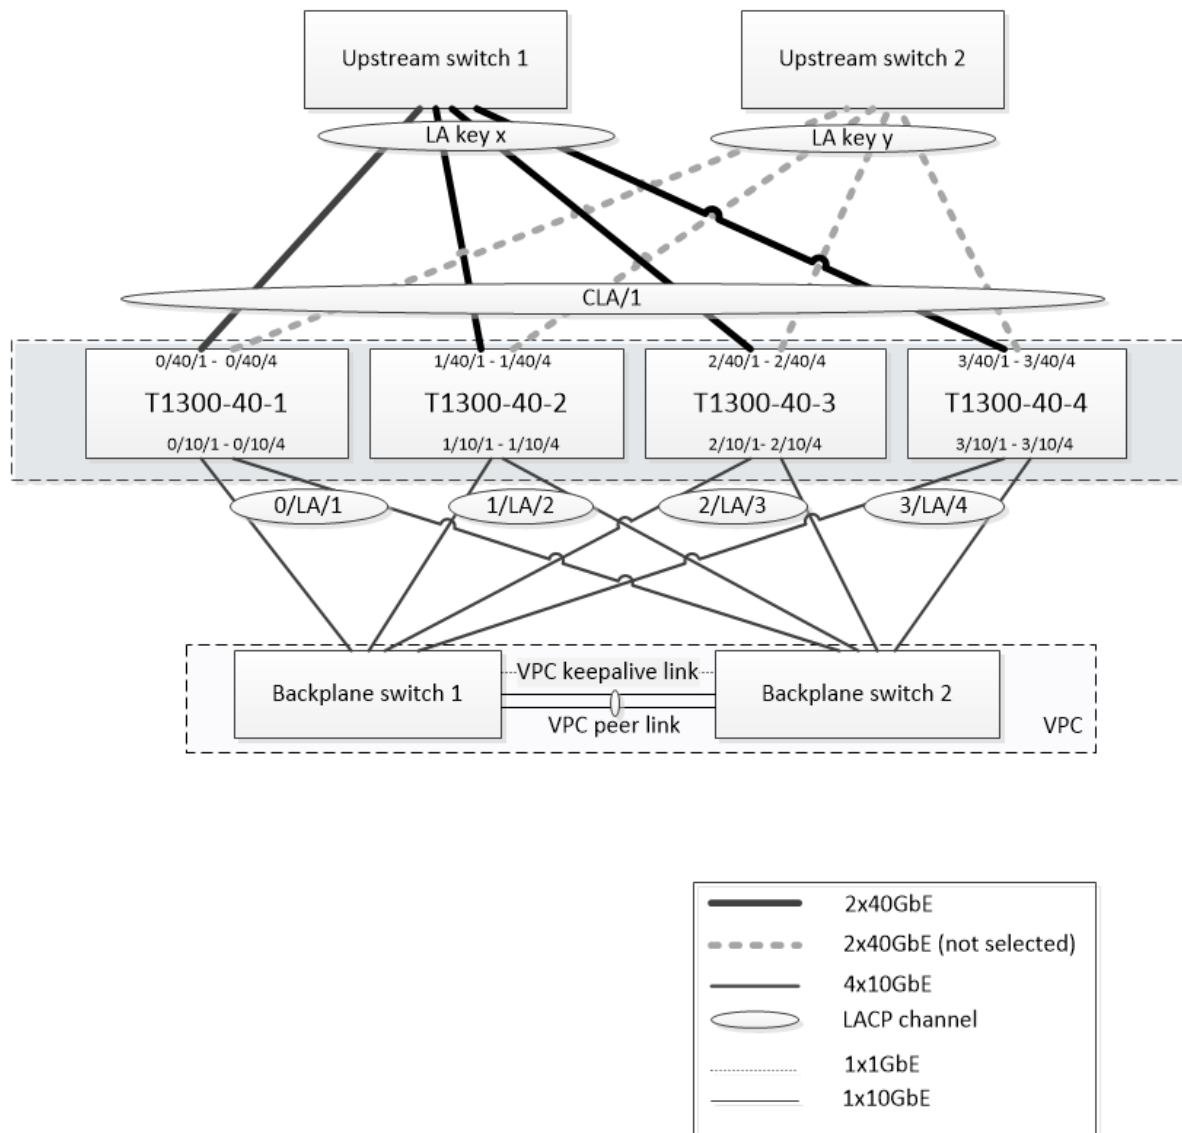 Upstream switch 1
Upstream switch 2
LA key x
LA key y
CLA/1
0/40/1 - 0/40/4
1/40/1 - 1/40/4
2/40/1 - 2/40/4
3/40/1 - 3/40/4
T1300-40-1
T1300-40-2
T1300-40-3
T1300-40-4
0/10/1 - 0/10/4
1/10/1 - 1/10/4
2/10/1- 2/10/4
3/10/1 - 3/10/4
0/LA/1
1/LA/2
2/LA/3
3/LA/4
VPC keepalive link
Backplane switch 1
Backplane switch 2
VPC peer link
VPC
2x40GbE
2x40GbE (not selected)
4x10GbE
LACP channel
1x1GbE
1x10GbE